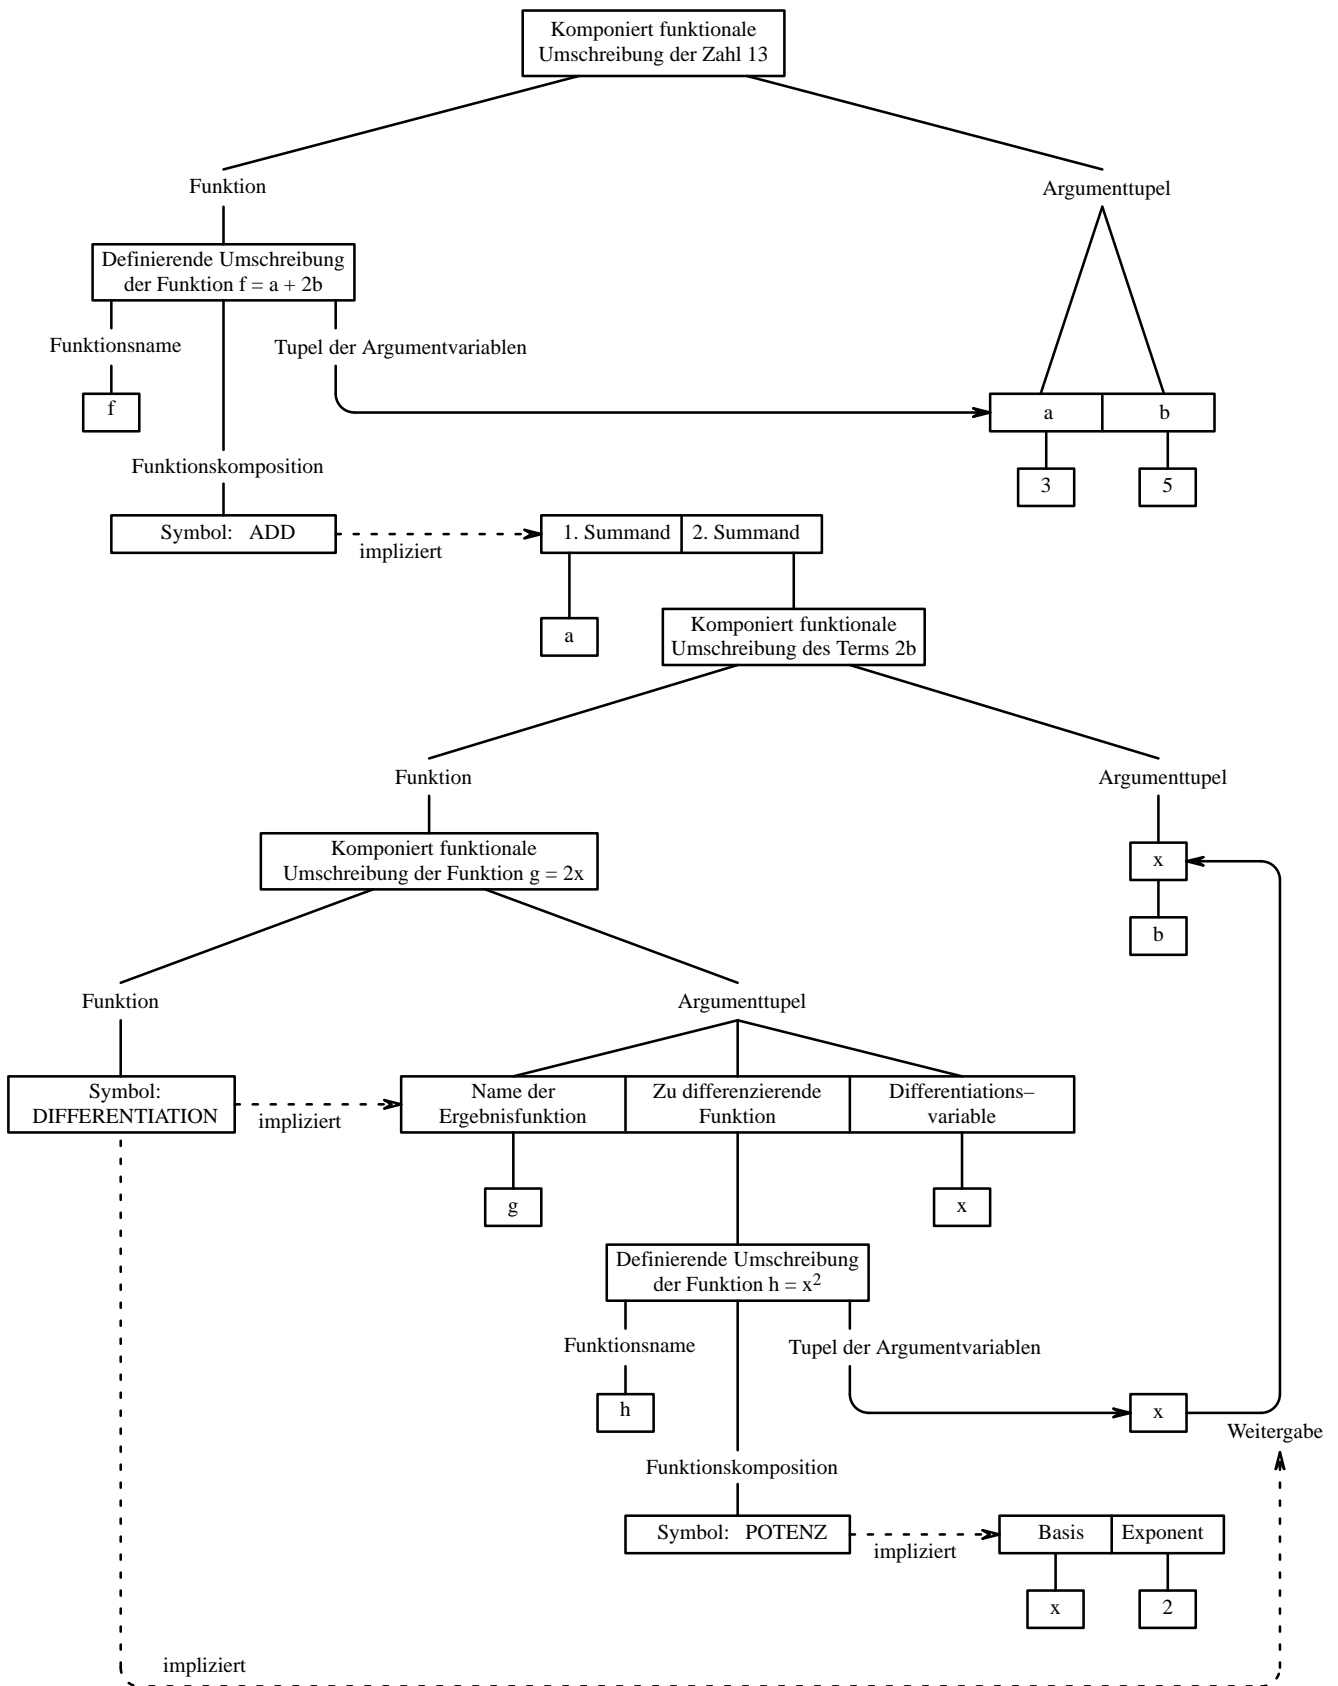 Komponiert funktionale
Umschreibung der Zahl 13
Funktion
Argumenttupel
Definierende Umschreibung
der Funktion f = a + 2b
Funktionsname
Tupel der Argumentvariablen
f
a
b
Funktionskomposition
3
5
Symbol: ADD
impliziert
1. Summand
2. Summand
a
Komponiert funktionale
Umschreibung des Terms 2b
Funktion
Argumenttupel
Komponiert funktionale
Umschreibung der Funktion g = 2x
x
b
Funktion
Argumenttupel
Symbol:
DIFFERENTIATION
impliziert
Name der
Ergebnisfunktion
Zu differenzierende
Funktion
Differentiations–
variable
g
x
Definierende Umschreibung
der Funktion h = x²
Funktionsname
Tupel der Argumentvariablen
h
x
Weitergabe
Funktionskomposition
Symbol: POTENZ
impliziert
Basis
Exponent
x
2
impliziert